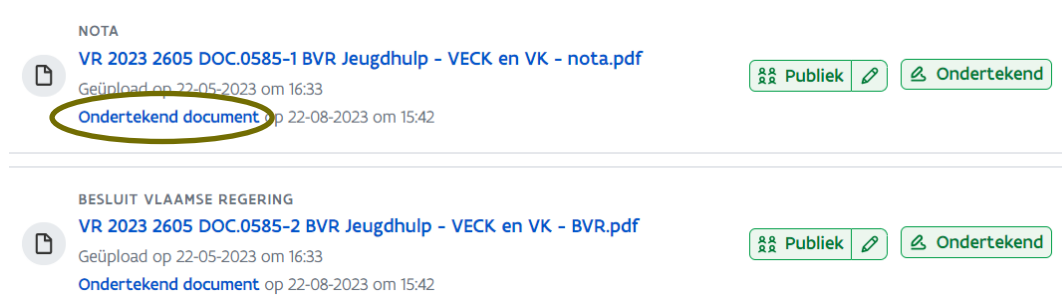 NOTA
VR 2023 2605 DOC.0585-1 BVR Jeugdhulp - VECK en VK - nota.pdf
Publiek
Ondertekend
Geüpload op 22-05-2023 om 16:33
Ondertekend document op 22-08-2023 om 15:42
BESLUIT VLAAMSE REGERING
VR 2023 2605 DOC.0585-2 BVR Jeugdhulp - VECK en VK - BVR.pdf
Publiek
Ondertekend
Geüpload op 22-05-2023 om 16:33
Ondertekend document op 22-08-2023 om 15:42